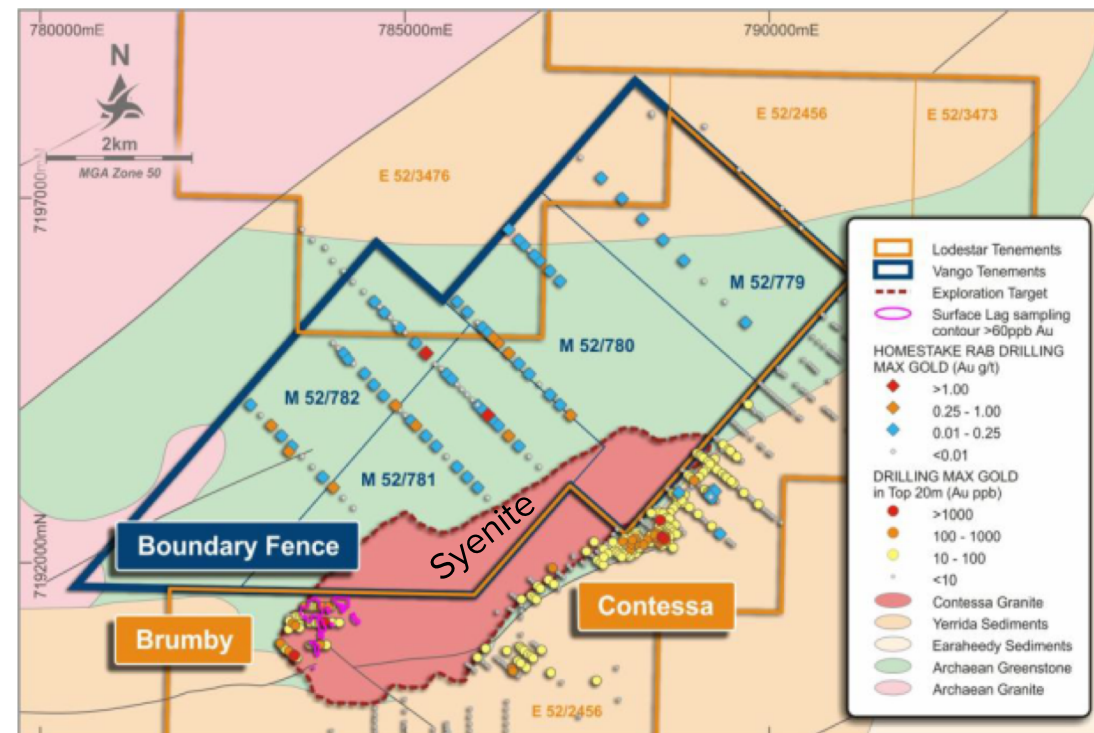 780000mE
785000mE
790000mE
N
2km
MGA Zone 50
7197000mN
7192000mN
E 52/3476
E 52/2456
E 52/3473
M 52/779
M 52/780
M 52/782
M 52/781
Syenite
Boundary Fence
Brumby
Contessa
E 52/2456
Lodestar Tenements
Vango Tenements
Exploration Target
Surface Lag sampling
contour >60ppb Au
HOMESTAKE RAB DRILLING
MAX GOLD (Au g/t)
>1.00
0.25 - 1.00
0.01 - 0.25
<0.01
DRILLING MAX GOLD
in Top 20m (Au ppb)
>1000
100 - 1000
10 - 100
<10
Contessa Granite
Yerrida Sediments
Earaheedy Sediments
Archaean Greenstone
Archaean Granite